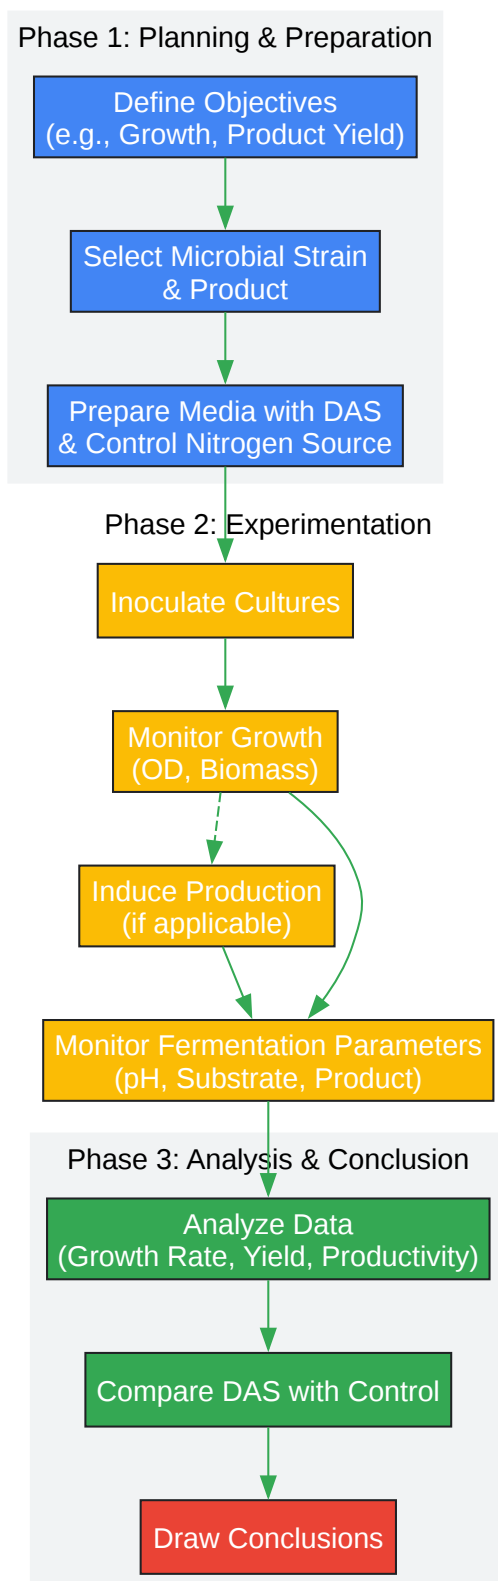 Phase 1: Planning & Preparation
Define Objectives
(e.g., Growth, Product Yield)
Select Microbial Strain
& Product
Prepare Media with DAS
& Control Nitrogen Source
Phase 2: Experimentation
Inoculate Cultures
Monitor Growth
(OD, Biomass)
Induce Production
(if applicable)
Monitor Fermentation Parameters
(pH, Substrate, Product)
Phase 3: Analysis & Conclusion
Analyze Data
(Growth Rate, Yield, Productivity)
Compare DAS with Control
Draw Conclusions